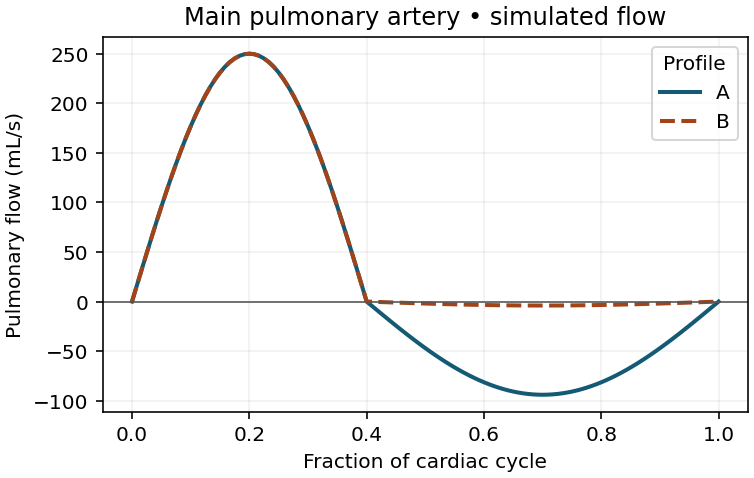 Main pulmonary artery • simulated flow
Profile
A
B
Pulmonary flow (mL/s)
250
200
150
100
50
0
−50
−100
0.0 0.2 0.4 0.6 0.8 1.0
Fraction of cardiac cycle